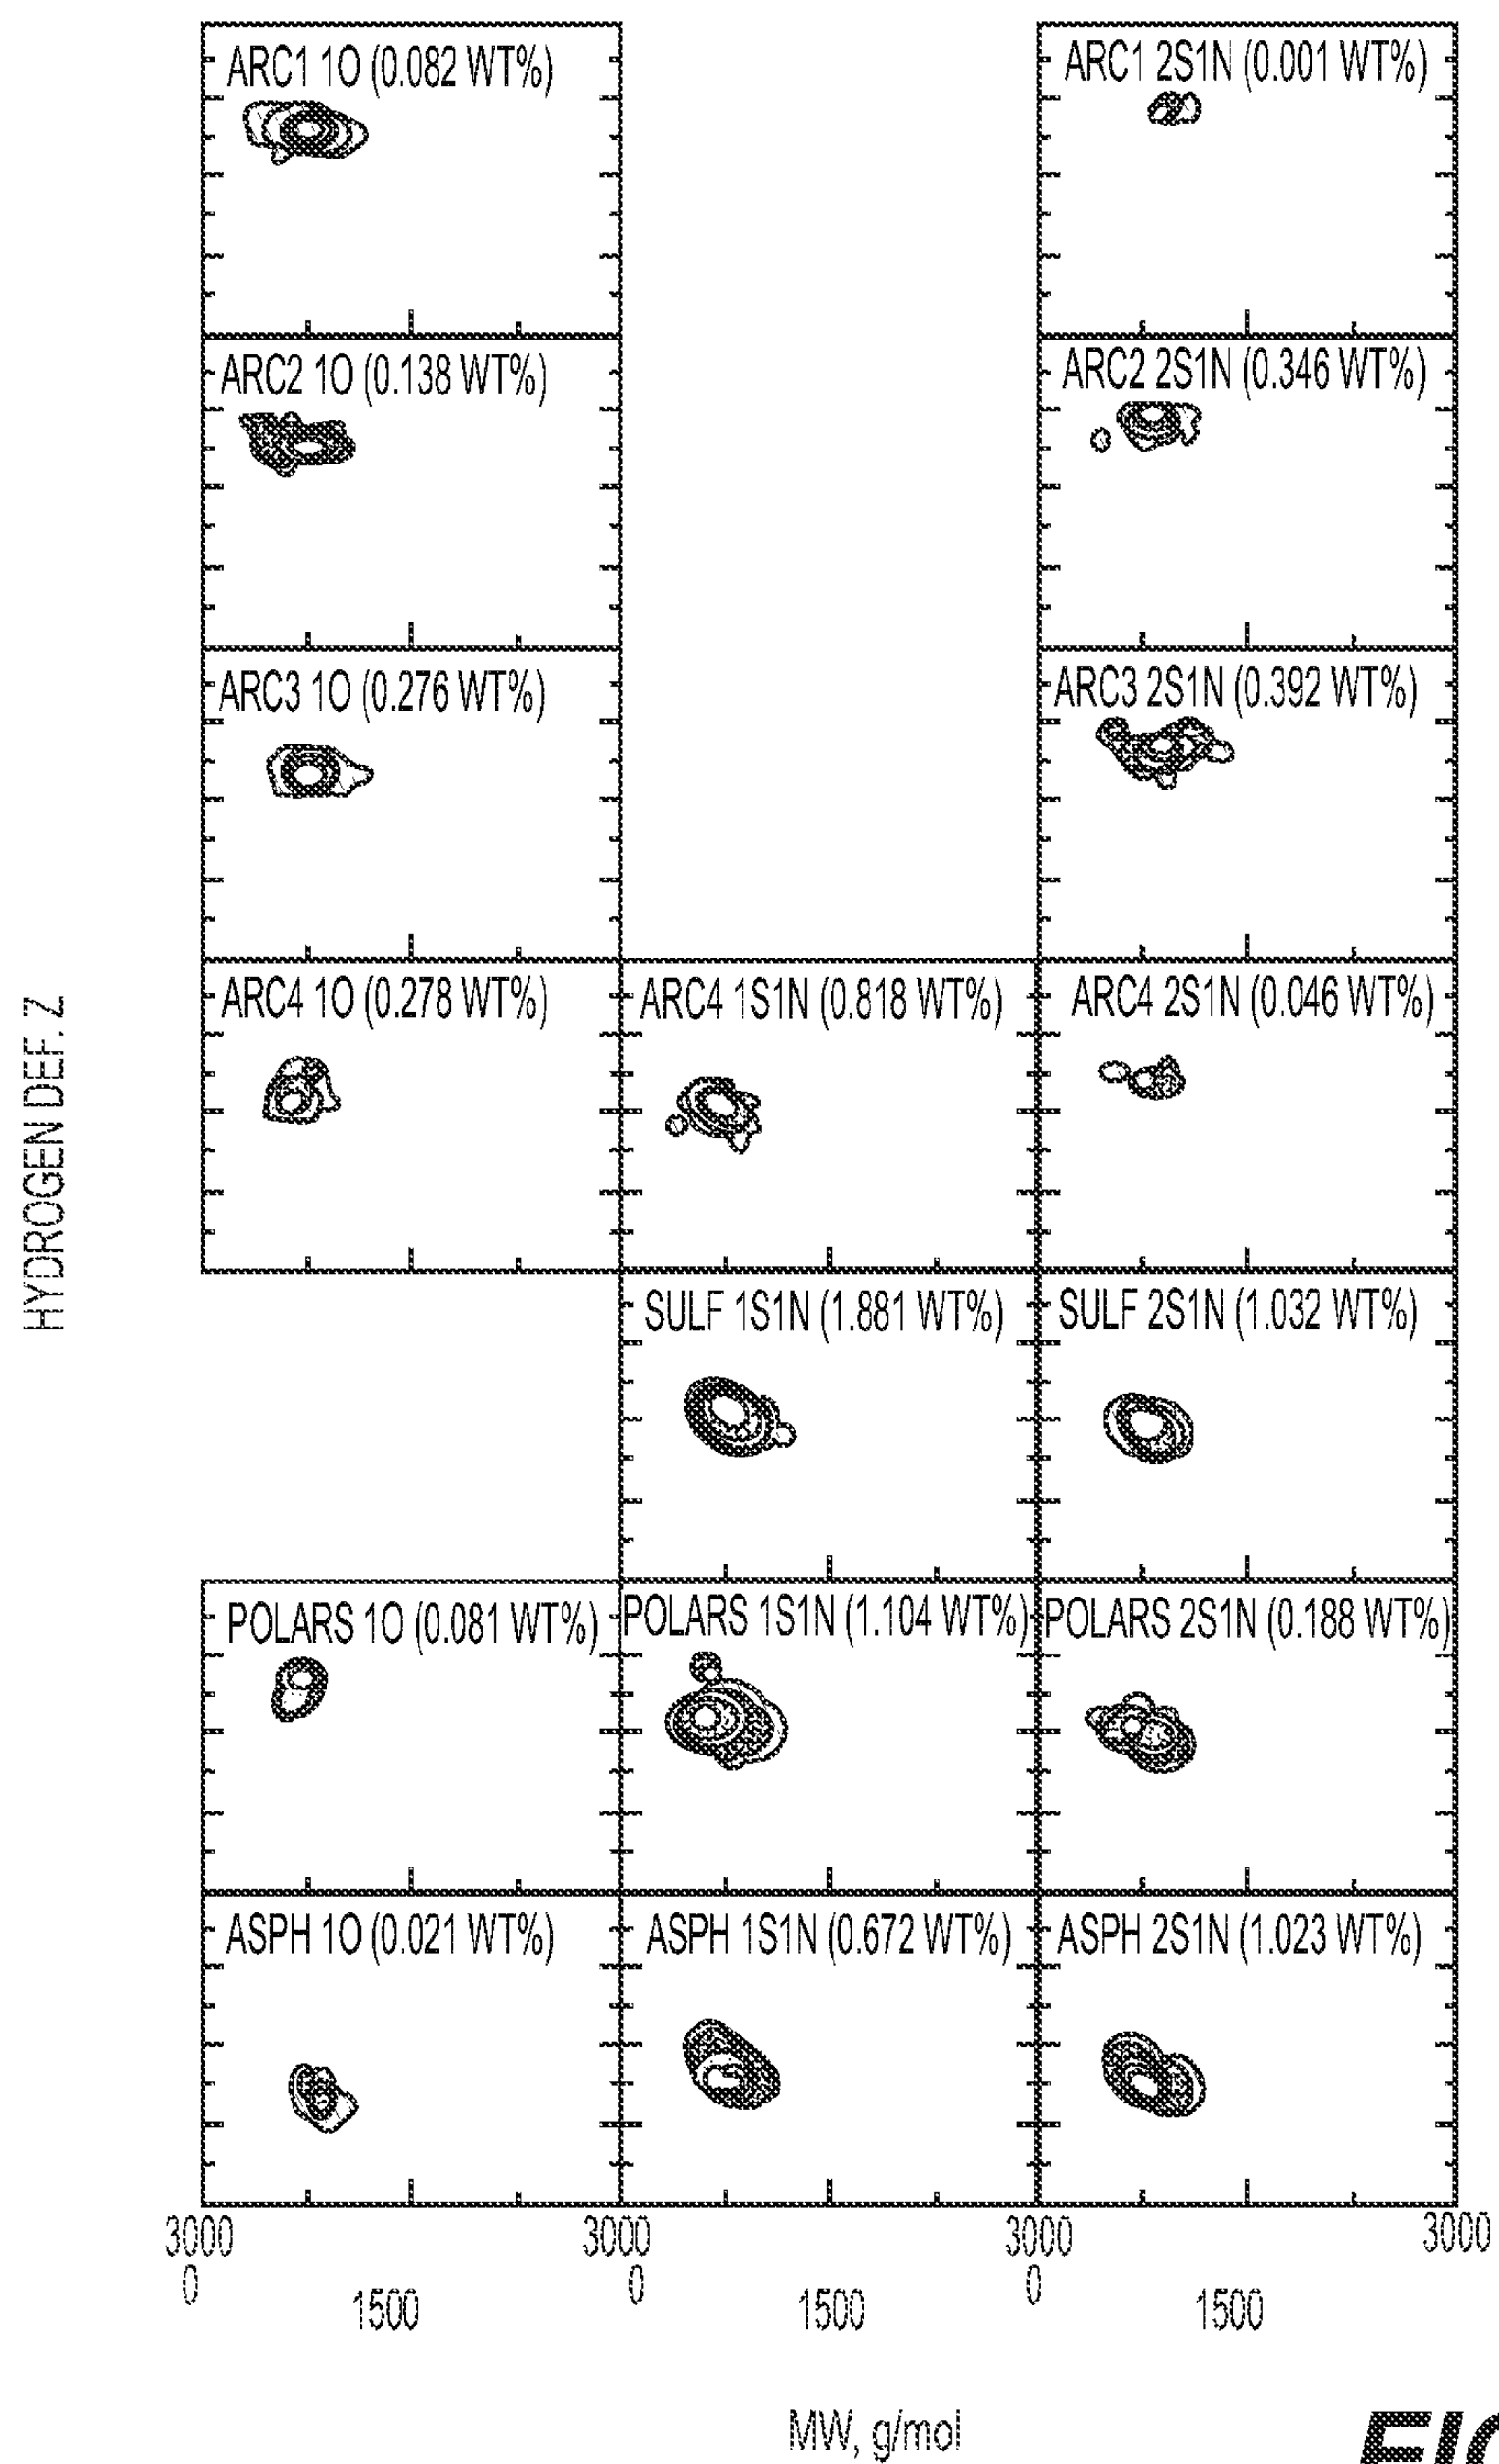 ARC1 1O (0.082 WT%) ARC1 2S1N (0.001 WT%)
ARC2 1O (0.138 WT%) ARC2 2S1N (0.346 WT%)
ARC3 1O (0.276 WT%) ARC3 2S1N (0.392 WT%)
ARC4 1O (0.278 WT%) ARC4 1S1N (0.818 WT%) ARC4 2S1N (0.046 WT%)
HYDROGEN DEF. Z
SULF 1S1N (1.881 WT%) SULF 2S1N (1.032 WT%)
POLARS 1O (0.081 WT%) POLARS 1S1N (1.104 WT%) POLARS 2S1N (0.188 WT%)
ASPH 1O (0.021 WT%) ASPH 1S1N (0.672 WT%) ASPH 2S1N (1.023 WT%)
3000 3000 3000 3000
0 0 0
1500 1500 1500
MW, g/mol